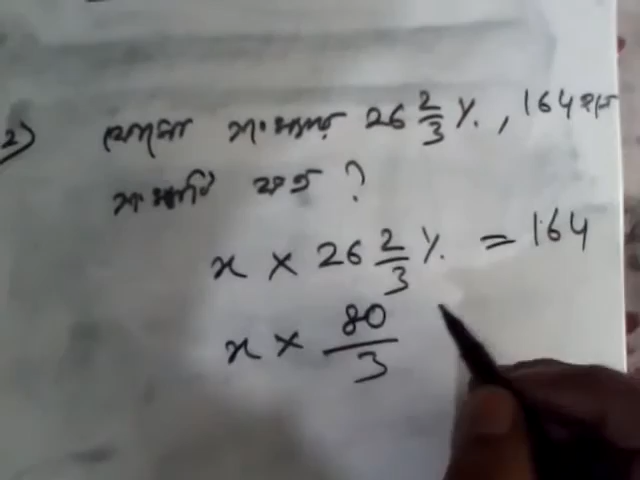 2) কোনো সংখ্যার 26 2/3 %, 164 হলে
সংখ্যাটি কত ?
x × 26 2/3 % = 164
x × 80/3